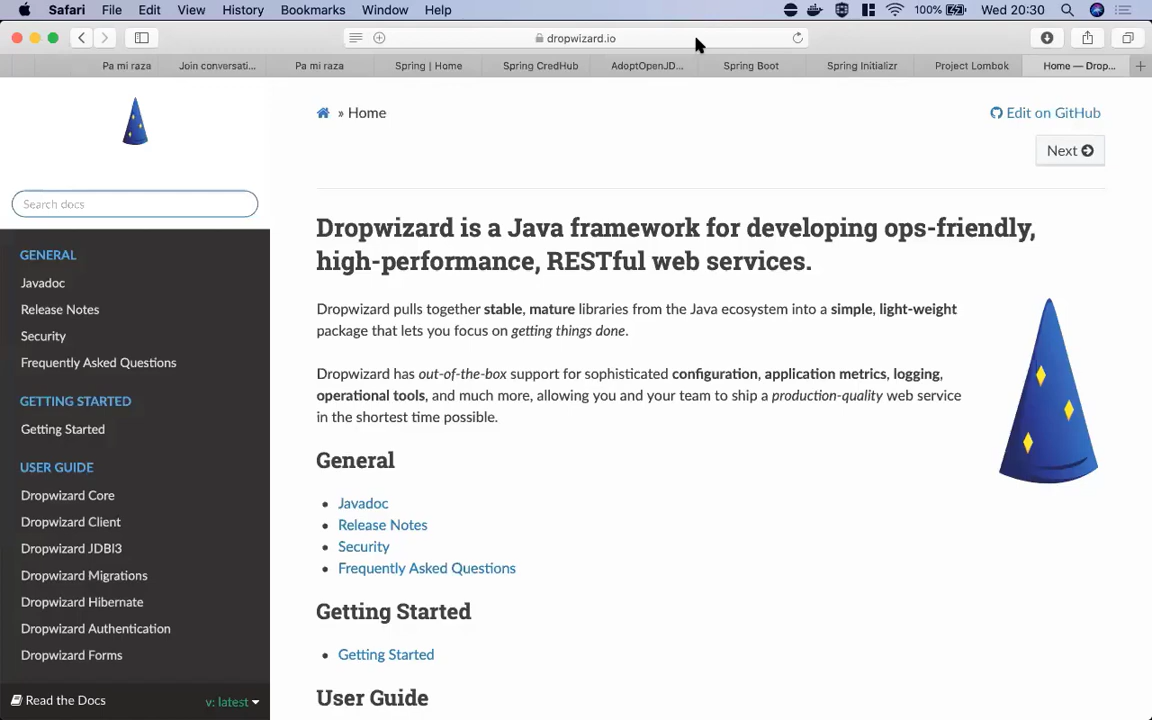 Safari File Edit View History Bookmarks Window Help 100% Wed 20:30
dropwizard.io
Pa mi raza Join conversati... Pa mi raza Spring | Home Spring CredHub AdoptOpenJD... Spring Boot Spring Initializr Project Lombok Home — Drop...
» Home
Edit on GitHub
Next
Search docs
GENERAL
Javadoc
Release Notes
Security
Frequently Asked Questions
GETTING STARTED
Getting Started
USER GUIDE
Dropwizard Core
Dropwizard Client
Dropwizard JDBI3
Dropwizard Migrations
Dropwizard Hibernate
Dropwizard Authentication
Dropwizard Forms
Read the Docs v: latest
Dropwizard is a Java framework for developing ops-friendly,
high-performance, RESTful web services.
Dropwizard pulls together stable, mature libraries from the Java ecosystem into a simple, light-weight
package that lets you focus on getting things done.
Dropwizard has out-of-the-box support for sophisticated configuration, application metrics, logging,
operational tools, and much more, allowing you and your team to ship a production-quality web service
in the shortest time possible.
General
Javadoc
Release Notes
Security
Frequently Asked Questions
Getting Started
Getting Started
User Guide